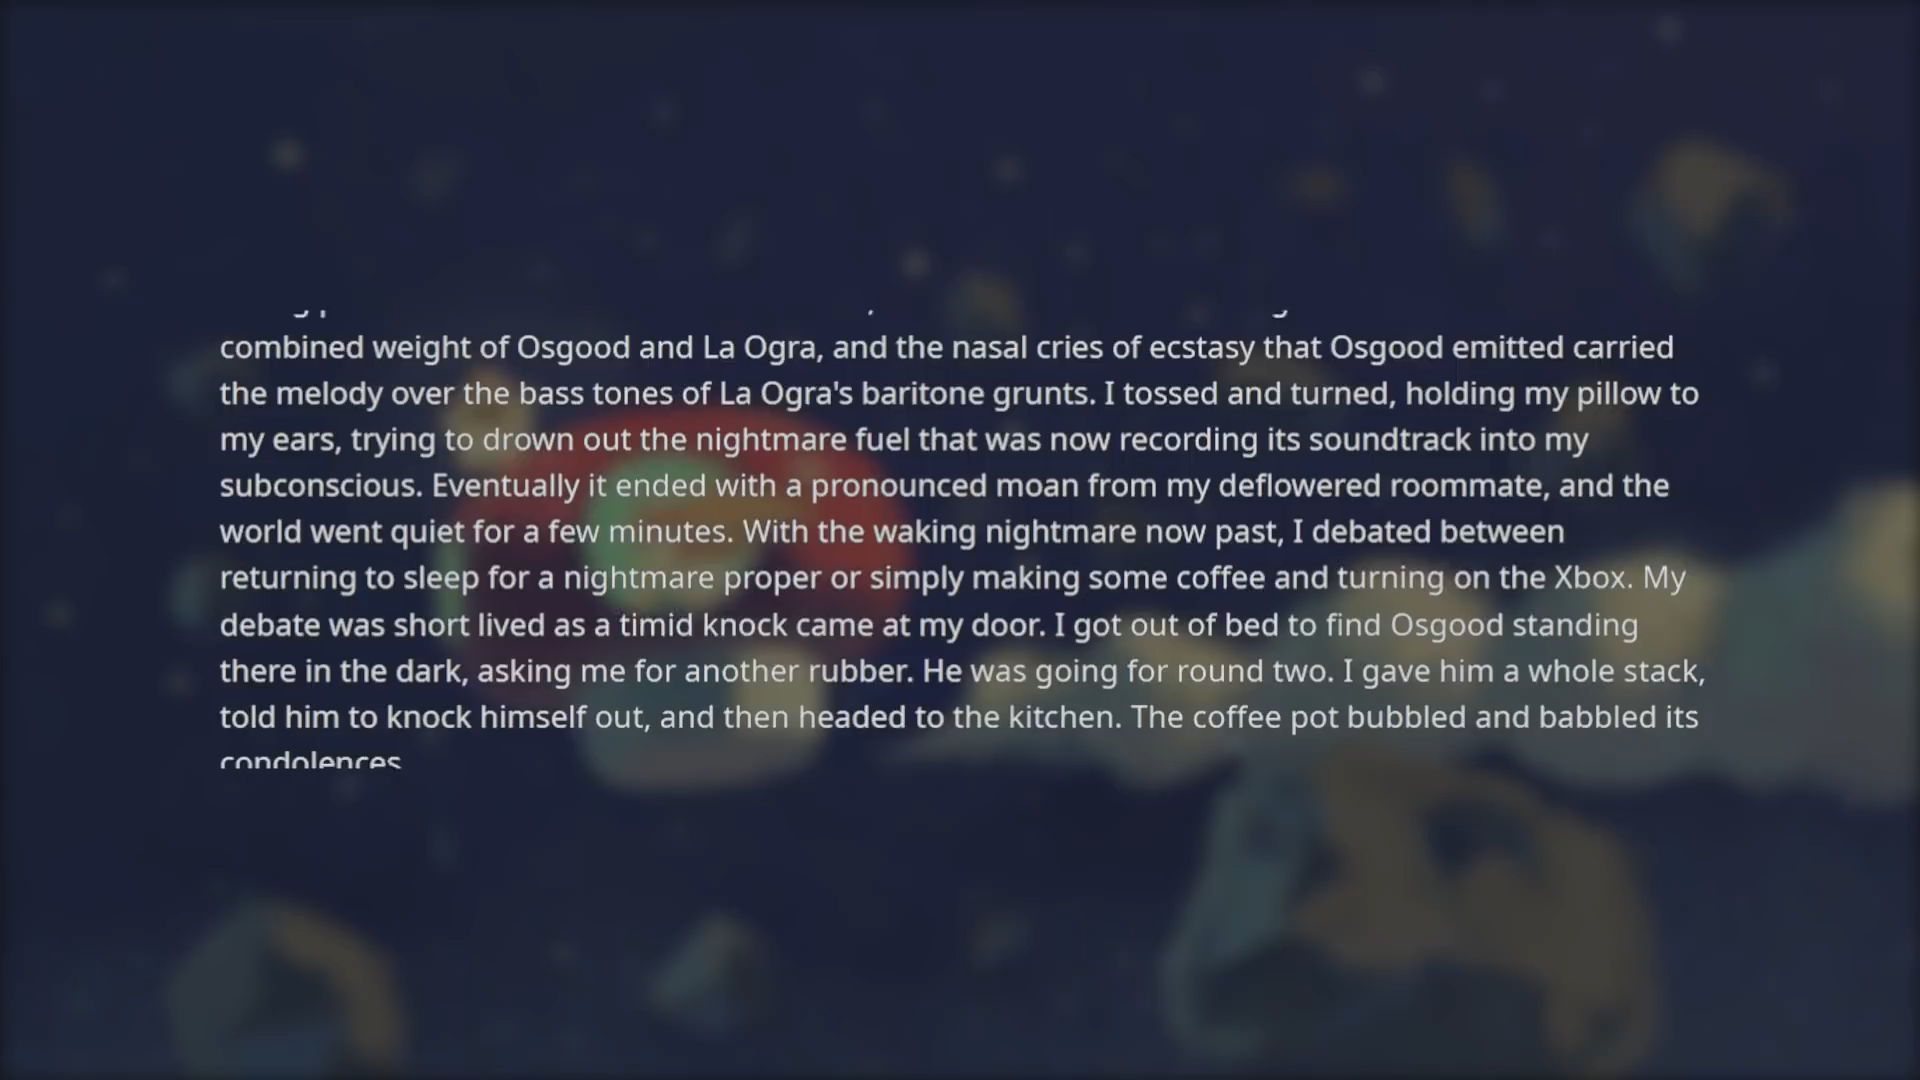 combined weight of Osgood and La Ogra, and the nasal cries of ecstasy that Osgood emitted carried
the melody over the bass tones of La Ogra's baritone grunts. I tossed and turned, holding my pillow to
my ears, trying to drown out the nightmare fuel that was now recording its soundtrack into my
subconscious. Eventually it ended with a pronounced moan from my deflowered roommate, and the
world went quiet for a few minutes. With the waking nightmare now past, I debated between
returning to sleep for a nightmare proper or simply making some coffee and turning on the Xbox. My
debate was short lived as a timid knock came at my door. I got out of bed to find Osgood standing
there in the dark, asking me for another rubber. He was going for round two. I gave him a whole stack,
told him to knock himself out, and then headed to the kitchen. The coffee pot bubbled and babbled its
condolences